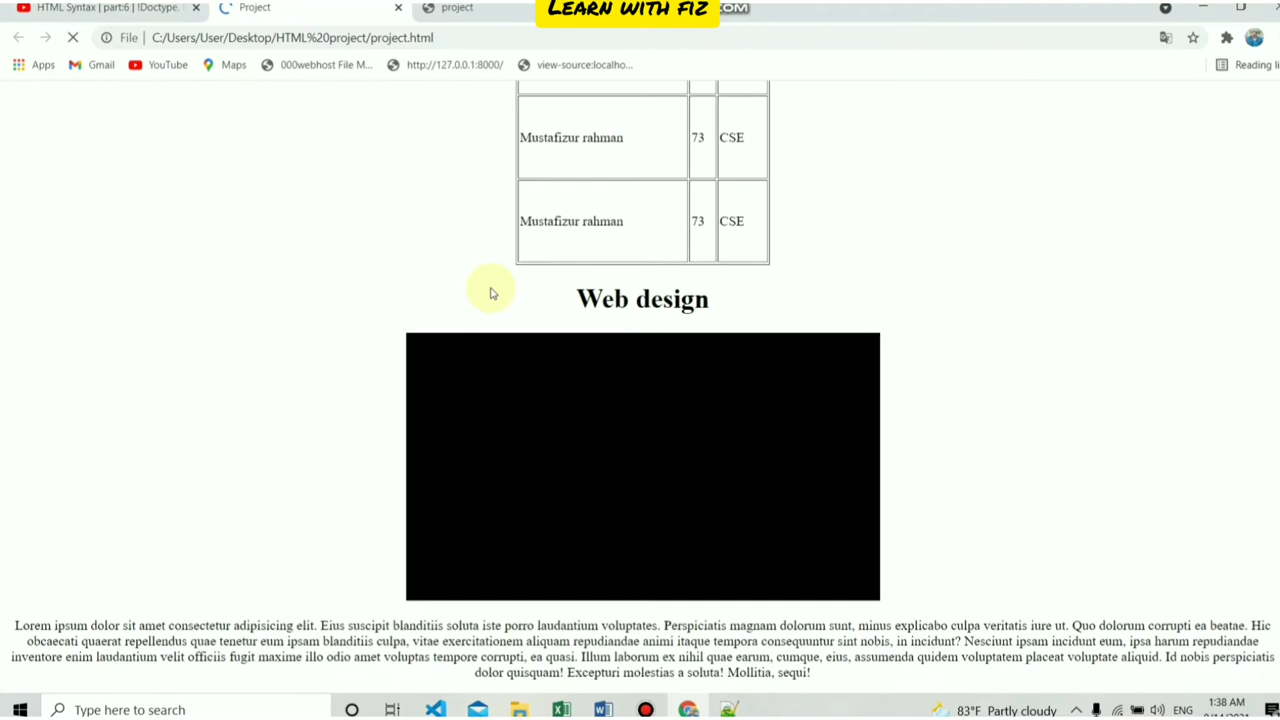 HTML Syntax | part:6 | !Doctype,
Project
project
Learn with fiz
COM
File
C:/Users/User/Desktop/HTML%20project/project.html
Apps
Gmail
YouTube
Maps
000webhost File M...
http://127.0.0.1:8000/
view-source:localho...
Reading li
Mustafizur rahman 73 CSE
Mustafizur rahman 73 CSE
Web design
Lorem ipsum dolor sit amet consectetur adipisicing elit. Eius suscipit blanditiis soluta iste porro laudantium voluptates. Perspiciatis magnam dolorum sunt, minus explicabo culpa veritatis iure ut. Quo dolorum corrupti ea beatae. Hic
obcaecati quaerat repellendus quae tenetur eum ipsam blanditiis culpa, vitae exercitationem aliquam repudiandae animi itaque tempora consequuntur sint nobis, in incidunt? Nesciunt ipsam incidunt eum, ipsa harum repudiandae
inventore enim laudantium velit officiis fugit maxime illo odio amet voluptas tempore corrupti, ea quasi. Illum laborum ex nihil quae earum, cumque, eius, assumenda quidem voluptatem placeat voluptate aliquid. Id nobis perspiciatis
dolor quisquam! Excepturi molestias a soluta! Mollitia, sequi!
Type here to search
83°F Partly cloudy
ENG
1:38 AM